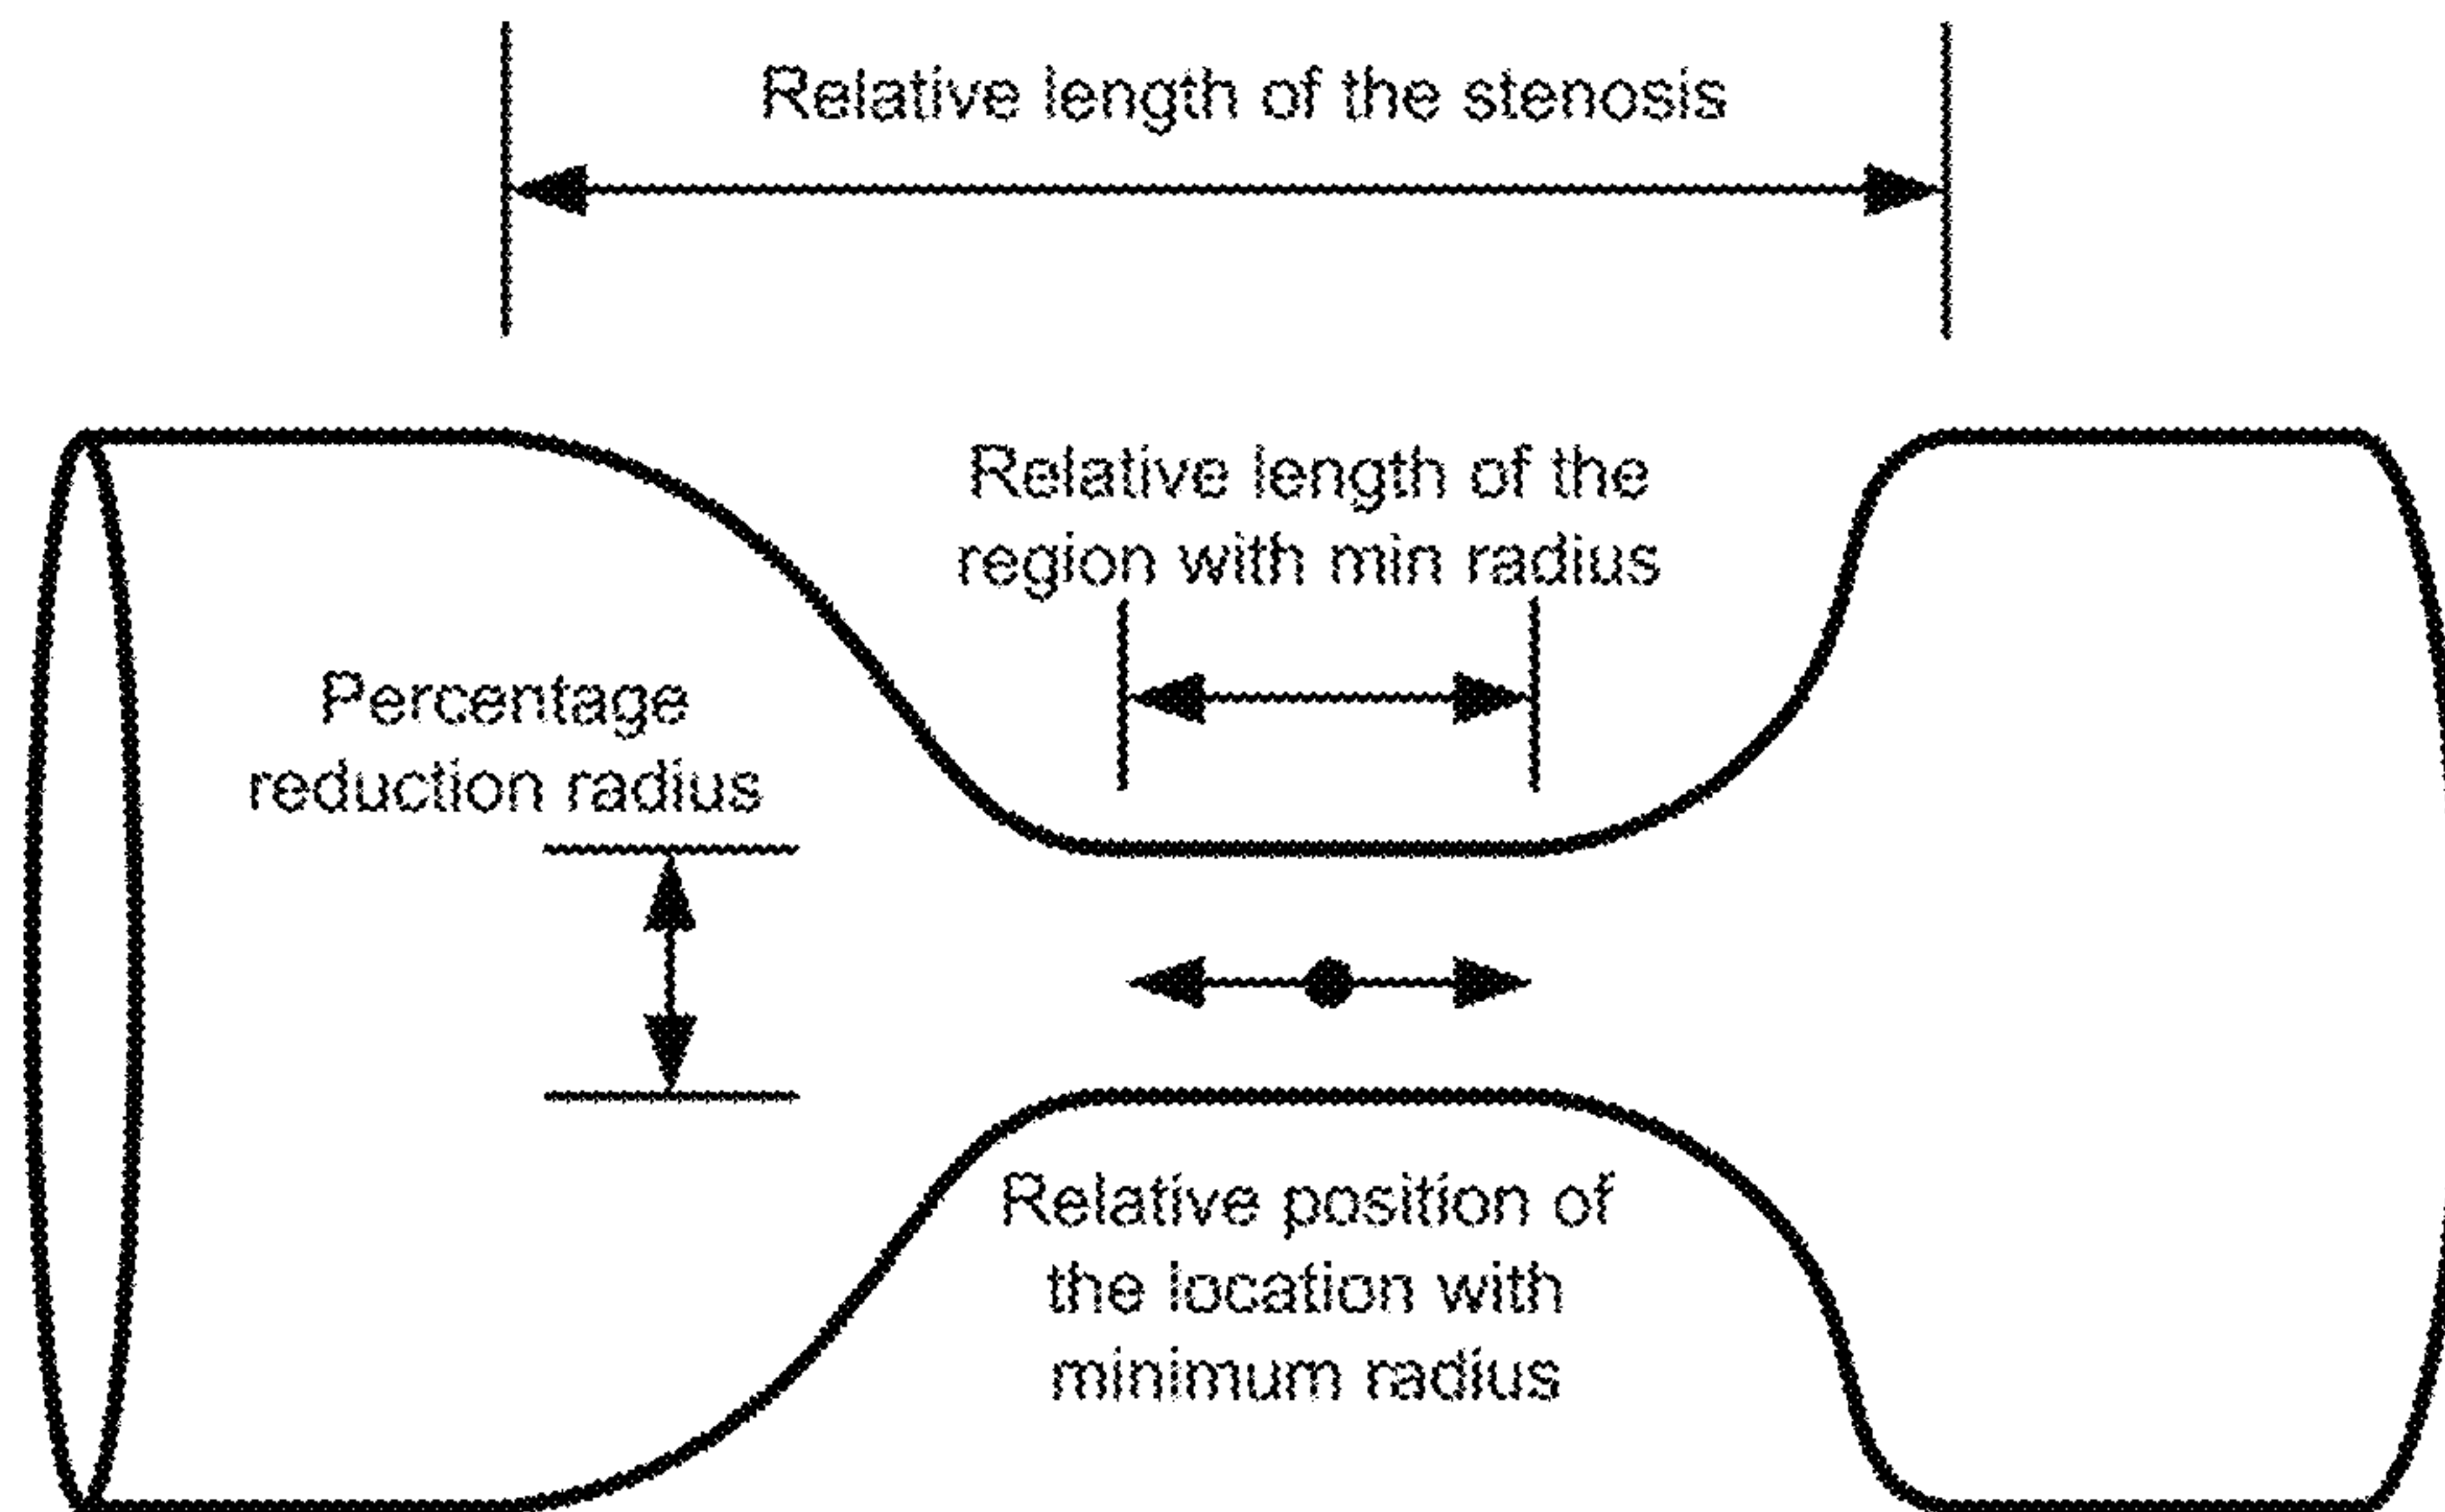 Relative length of the stenosis
Relative length of the
region with min radius
Percentage
reduction radius
Relative position of
the location with
minimum radius